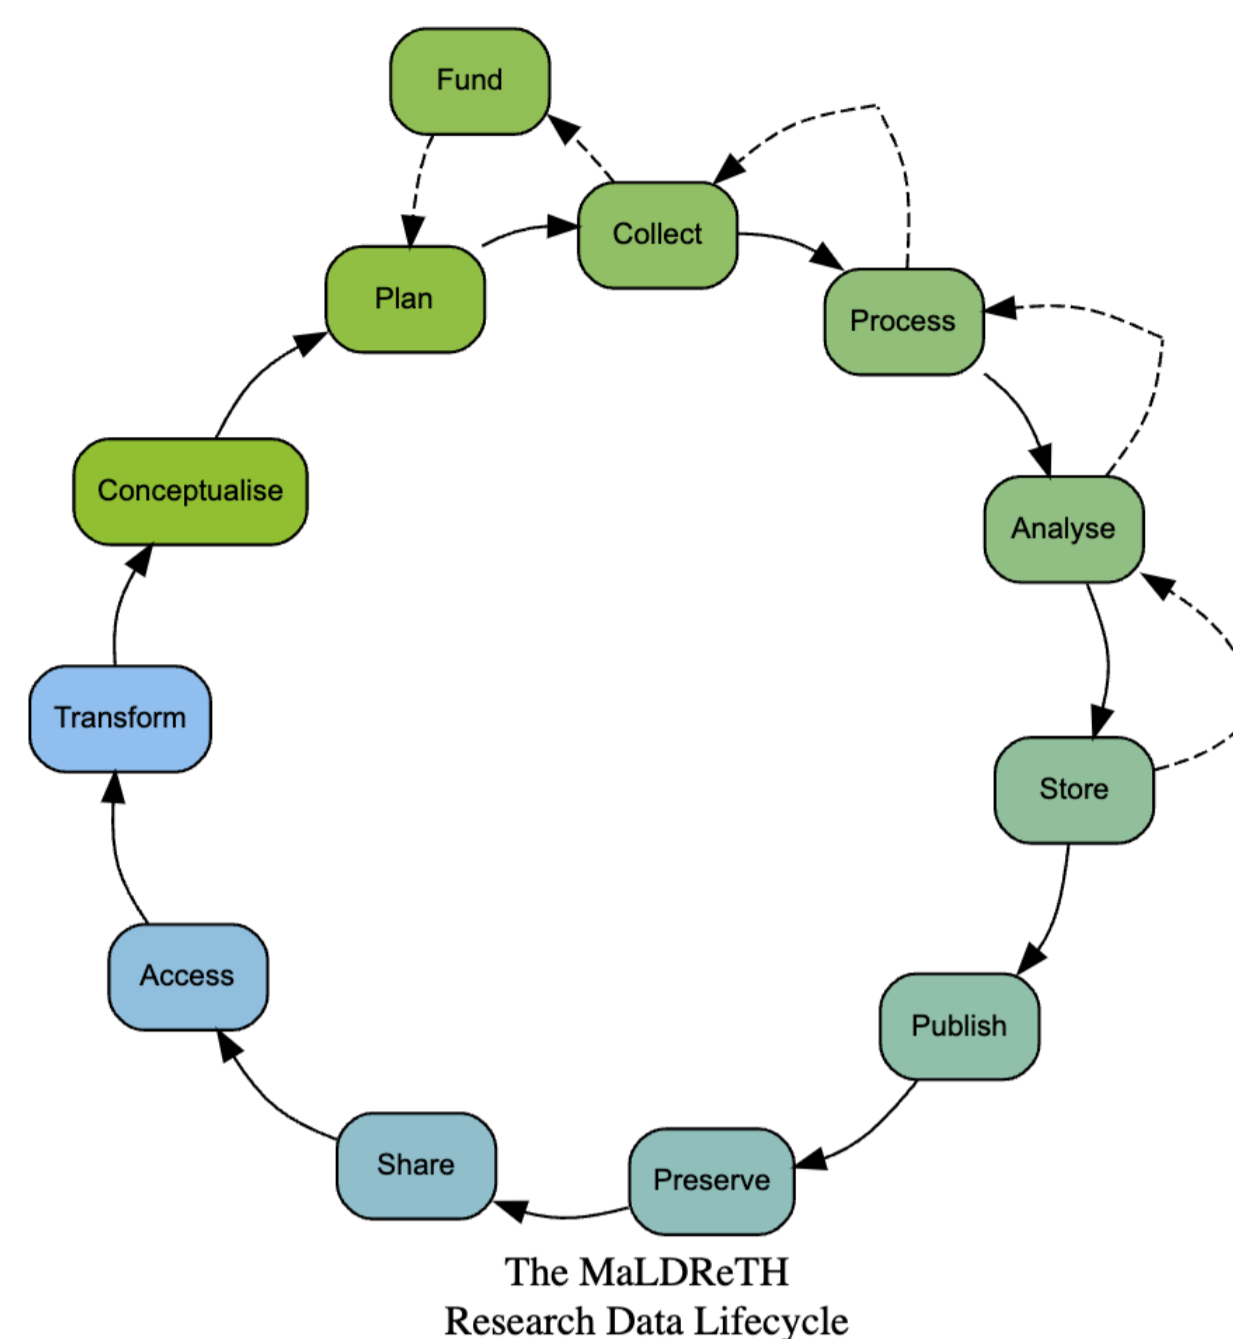 Fund
Collect
Plan
Process
Conceptualise
Analyse
Transform
Store
Access
Publish
Share
Preserve
The MaLDReTH
Research Data Lifecycle